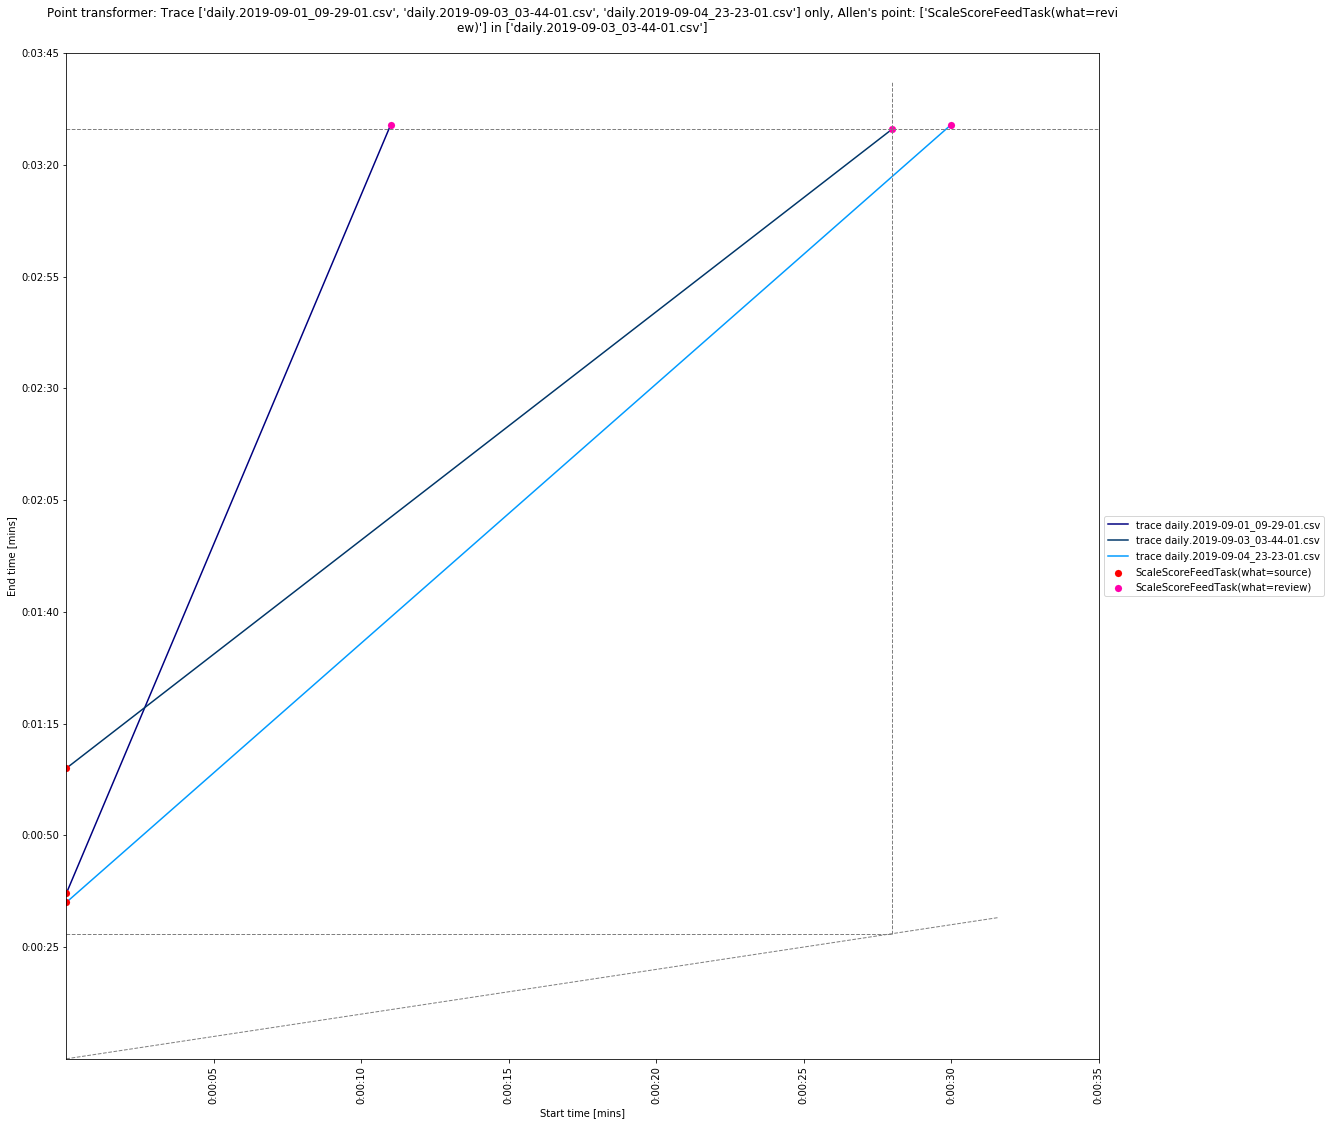 Point transformer: Trace ['daily.2019-09-01_09-29-01.csv', 'daily.2019-09-03_03-44-01.csv', 'daily.2019-09-04_23-23-01.csv'] only, Allen's point: ['ScaleScoreFeedTask(what=revi
ew)'] in ['daily.2019-09-03_03-44-01.csv']
0:03:45
0:03:20
0:02:55
0:02:30
0:02:05
0:01:40
0:01:15
0:00:50
0:00:25
End time [mins]
0:00:05
0:00:10
0:00:15
0:00:20
0:00:25
0:00:30
0:00:35
Start time [mins]
trace daily.2019-09-01_09-29-01.csv
trace daily.2019-09-03_03-44-01.csv
trace daily.2019-09-04_23-23-01.csv
ScaleScoreFeedTask(what=source)
ScaleScoreFeedTask(what=review)